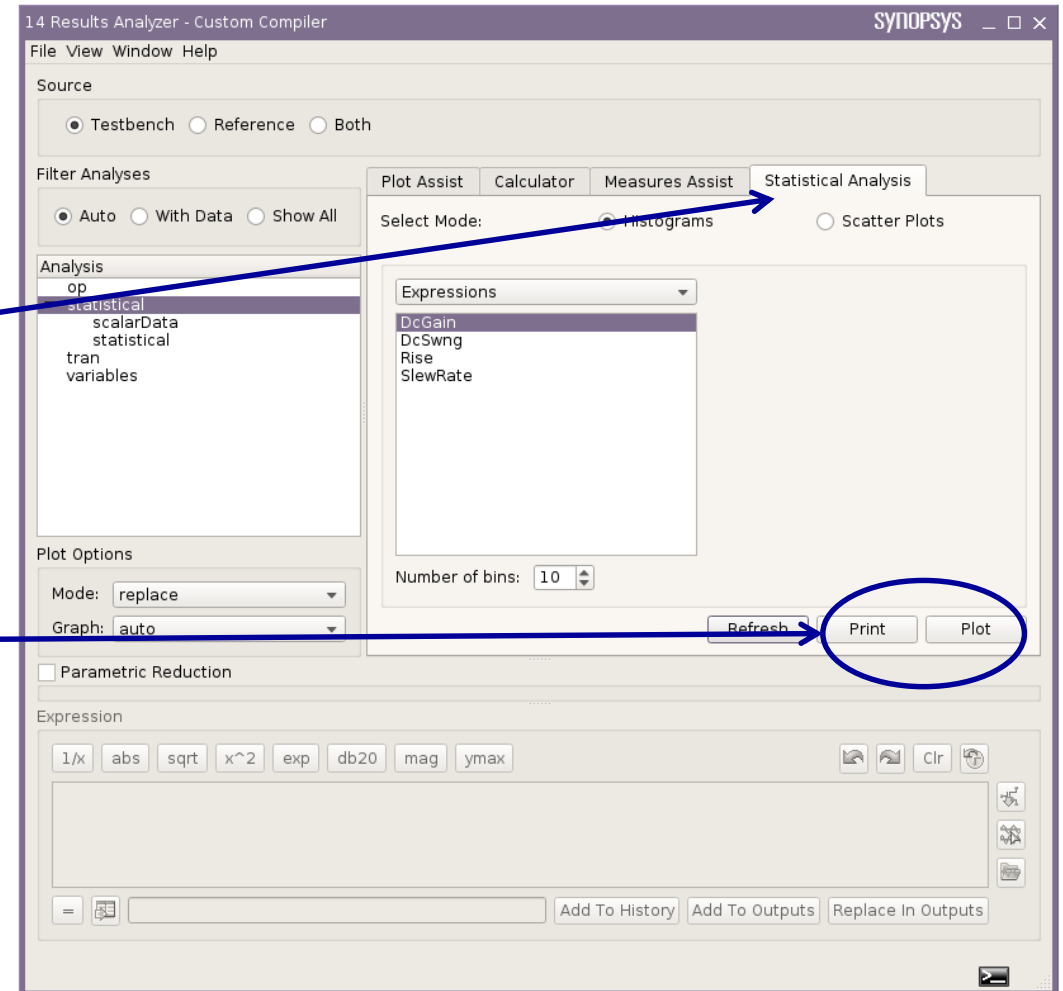 14 Results Analyzer - Custom Compiler SYNOPSYS
File View Window Help
Source
Testbench Reference Both
Filter Analyses
Auto With Data Show All
Analysis
op
statistical
scalarData
statistical
tran
variables
Plot Options
Mode: replace
Graph: auto
Plot Assist Calculator Measures Assist Statistical Analysis
Select Mode: Histograms Scatter Plots
Expressions
DcGain
DcSwng
Rise
SlewRate
Number of bins: 10
Refresh Print Plot
Parametric Reduction
Expression
1/x abs sqrt x^2 exp db20 mag ymax Clr
= Add To History Add To Outputs Replace In Outputs